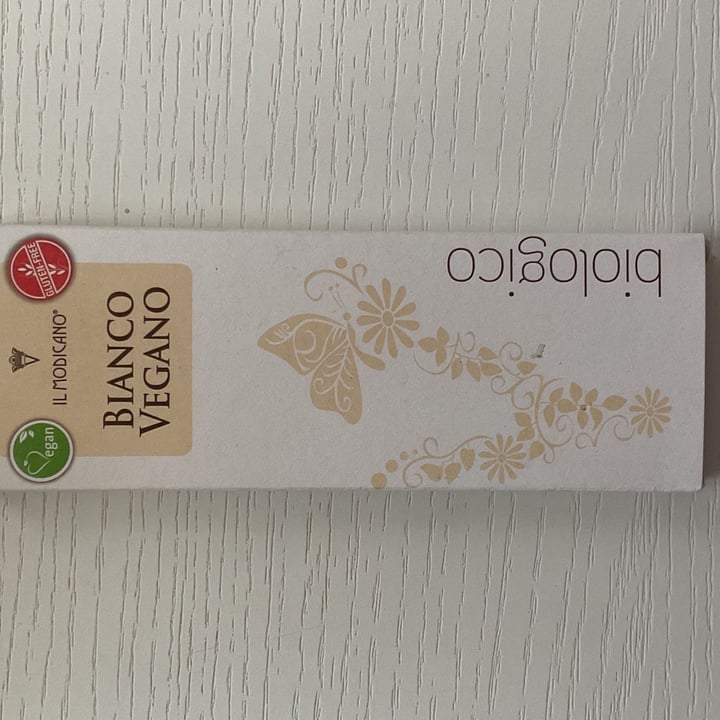 GLUTEN-FREE
IL MODICANO®
vegan
BIANCO
VEGANO
biologico